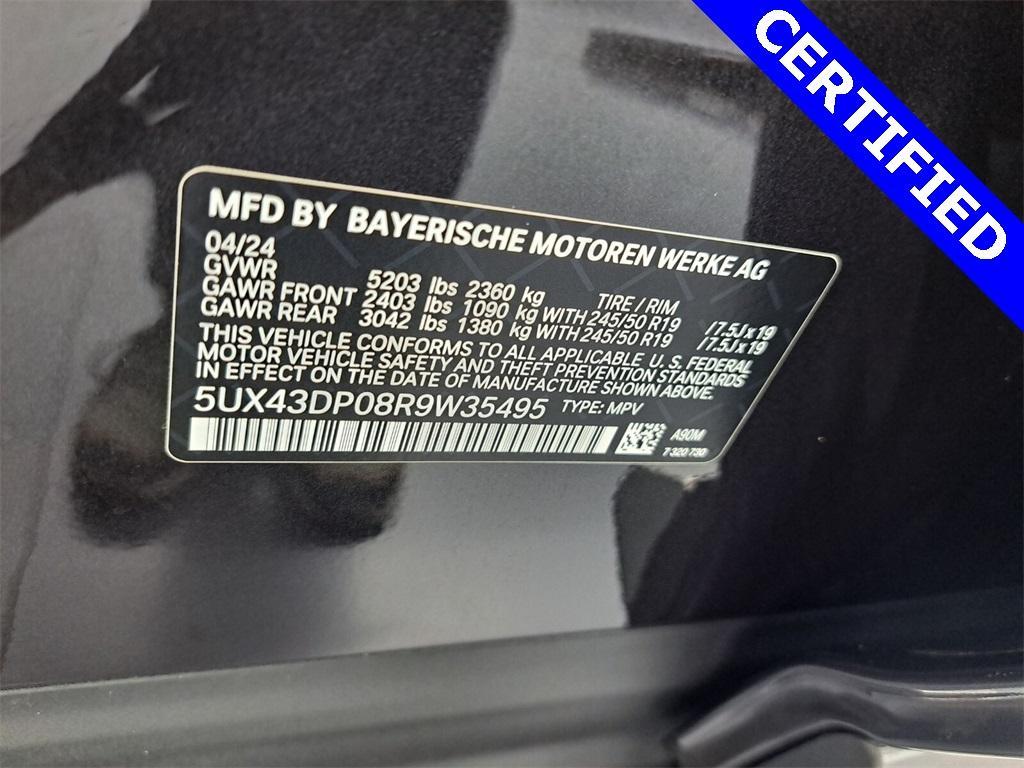 CERTIFIED
MFD BY BAYERISCHE MOTOREN WERKE AG
04/24
GVWR 5203 lbs 2360 kg TIRE / RIM
GAWR FRONT 2403 lbs 1090 kg WITH 245/50 R19 /7.5J x 19
GAWR REAR 3042 lbs 1380 kg WITH 245/50 R19 /7.5J x 19
THIS VEHICLE CONFORMS TO ALL APPLICABLE U.S. FEDERAL
MOTOR VEHICLE SAFETY AND THEFT PREVENTION STANDARDS
IN EFFECT ON THE DATE OF MANUFACTURE SHOWN ABOVE.
5UX43DP08R9W35495 TYPE: MPV
A90M
7 320 730